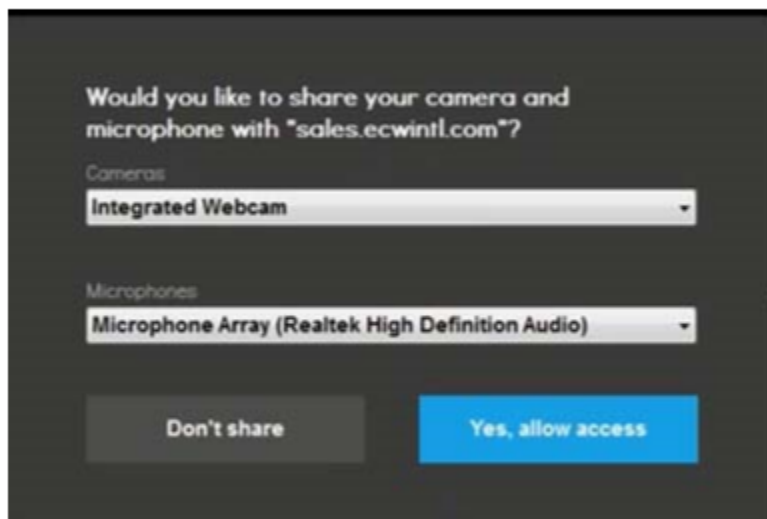 Would you like to share your camera and
microphone with "sales.ecwintl.com"?
Cameras
Integrated Webcam
Microphones
Microphone Array (Realtek High Definition Audio)
Don't share
Yes, allow access